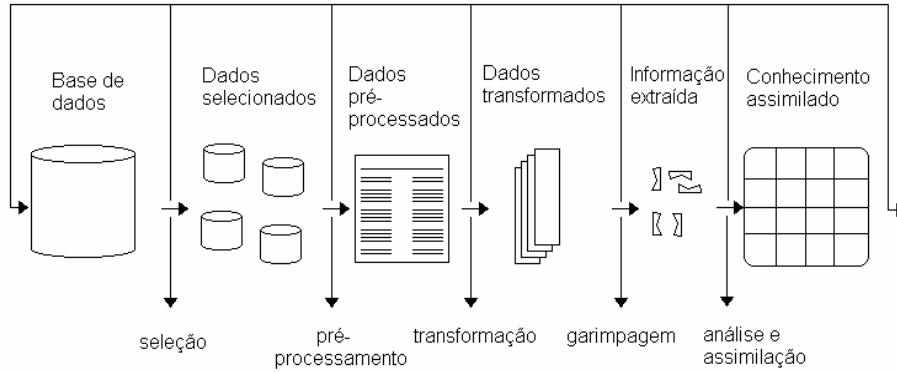 Base de
dados
Dados
selecionados
Dados
pré-
processados
Dados
transformados
Informação
extraída
Conhecimento
assimilado
seleção
pré-
processamento
transformação
garimpagem
análise e
assimilação